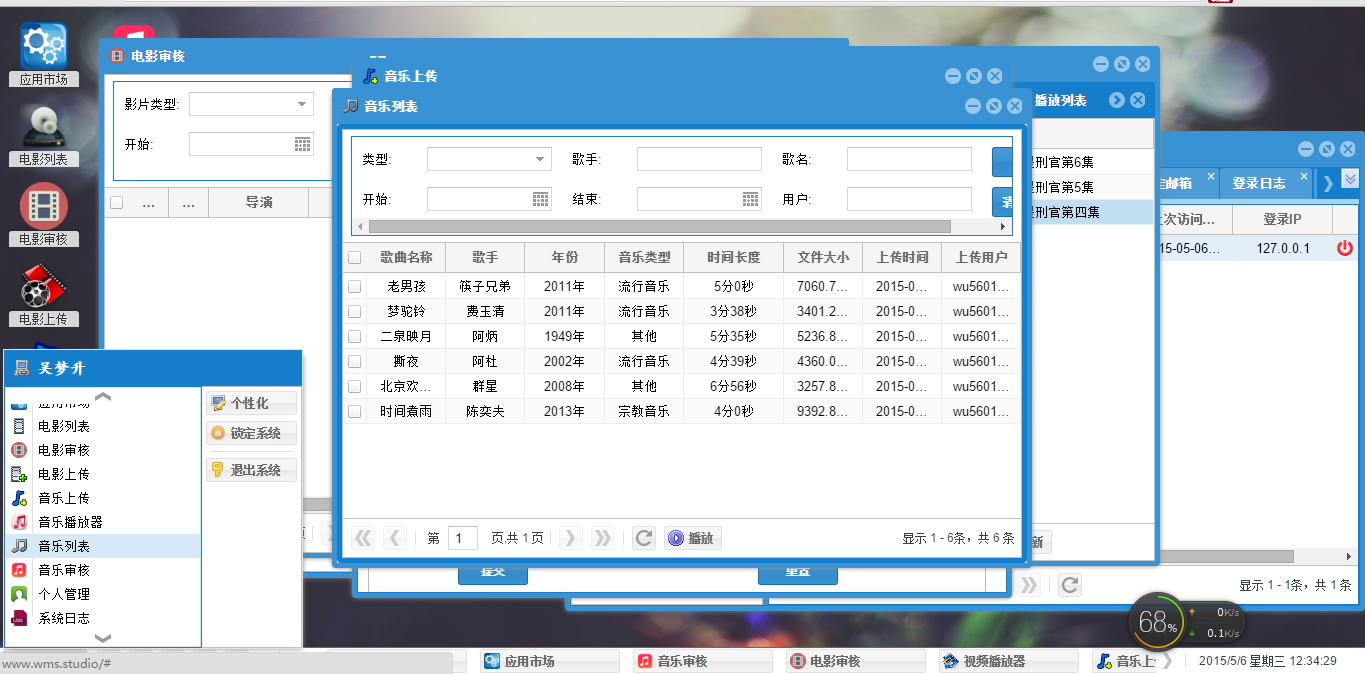 应用市场
电影列表
电影审核
电影上传
电影审核
影片类型:
开始:
... ... 导演
音乐上传
音乐列表
类型: 歌手: 歌名:
开始: 结束: 用户:
歌曲名称 歌手 年份 音乐类型 时间长度 文件大小 上传时间 上传用户
老男孩 筷子兄弟 2011年 流行音乐 5分0秒 7060.7... 2015-0... wu5601...
梦驼铃 费玉清 2011年 流行音乐 3分38秒 3401.2... 2015-0... wu5601...
二泉映月 阿炳 1949年 其他 5分35秒 5236.8... 2015-0... wu5601...
撕夜 阿杜 2002年 流行音乐 4分39秒 4360.0... 2015-0... wu5601...
北京欢... 群星 2008年 其他 6分56秒 3257.8... 2015-0... wu5601...
时间煮雨 陈奕夫 2013年 宗教音乐 4分0秒 9392.8... 2015-0... wu5601...
第 1 页,共 1 页 播放 显示 1 - 6条，共 6 条
提交 重置
播放列表
刑官第6集
刑官第5集
刑官第四集
新
邮箱 登录日志
次访问... 登录IP
15-05-06... 127.0.0.1
显示 1 - 1条，共 1 条
吴梦升
应用市场
电影列表
电影审核
电影上传
音乐上传
音乐播放器
音乐列表
音乐审核
个人管理
系统日志
个性化
锁定系统
退出系统
68%
0K/s
0.1K/s
www.wms.studio/#
应用市场 音乐审核 电影审核 视频播放器 音乐上 2015/5/6 星期三 12:34:29